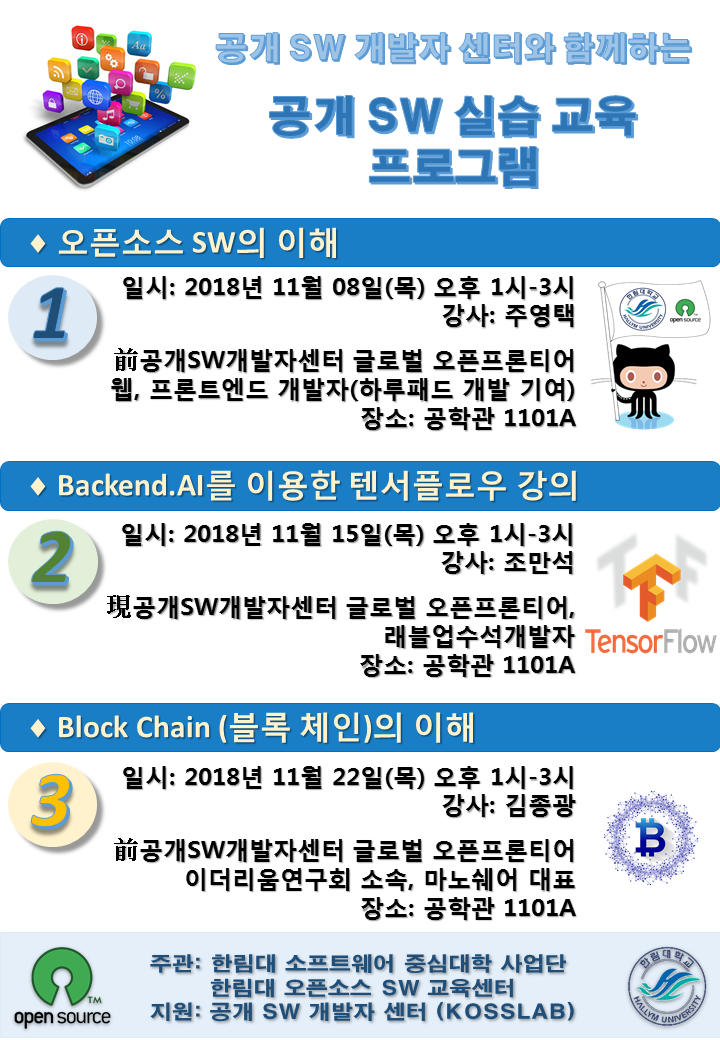 공개 SW 개발자 센터와 함께하는
공개 SW 실습 교육
프로그램
Aa
19:08
♦ 오픈소스 SW의 이해
1
일시: 2018년 11월 08일(목) 오후 1시-3시
강사: 주영택
前공개SW개발자센터 글로벌 오픈프론티어
웹, 프론트엔드 개발자(하루패드 개발 기여)
장소: 공학관 1101A
한림대학교
HALLYM UNIVERSITY
open source
♦ Backend.AI를 이용한 텐서플로우 강의
2
일시: 2018년 11월 15일(목) 오후 1시-3시
강사: 조만석
現공개SW개발자센터 글로벌 오픈프론티어,
래블업수석개발자
장소: 공학관 1101A
TensorFlow
♦ Block Chain (블록 체인)의 이해
3
일시: 2018년 11월 22일(목) 오후 1시-3시
강사: 김종광
前공개SW개발자센터 글로벌 오픈프론티어
이더리움연구회 소속, 마노쉐어 대표
장소: 공학관 1101A
주관: 한림대 소프트웨어 중심대학 사업단
한림대 오픈소스 SW 교육센터
지원: 공개 SW 개발자 센터 (KOSSLAB)
TM
open source
한림대학교
HALLYM UNIVERSITY